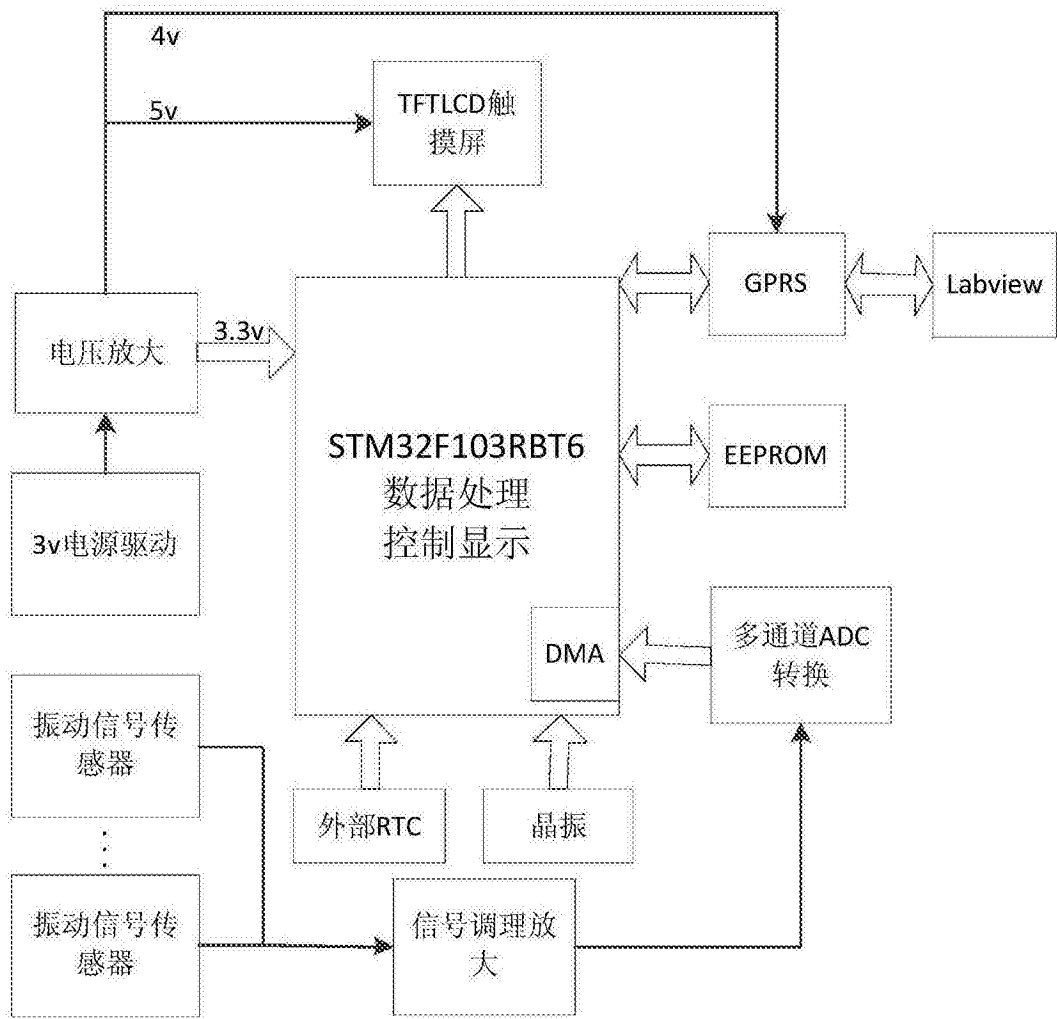 4v
5v
TFTLCD触
摸屏
GPRS
Labview
电压放大
3.3v
STM32F103RBT6
数据处理
控制显示
EEPROM
3v电源驱动
DMA
多通道ADC
转换
振动信号传
感器
外部RTC
晶振
振动信号传
感器
信号调理放
大